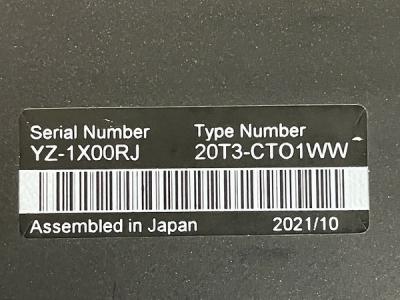 Serial Number Type Number
YZ-1X00RJ 20T3-CTO1WW
Assembled in Japan 2021/10